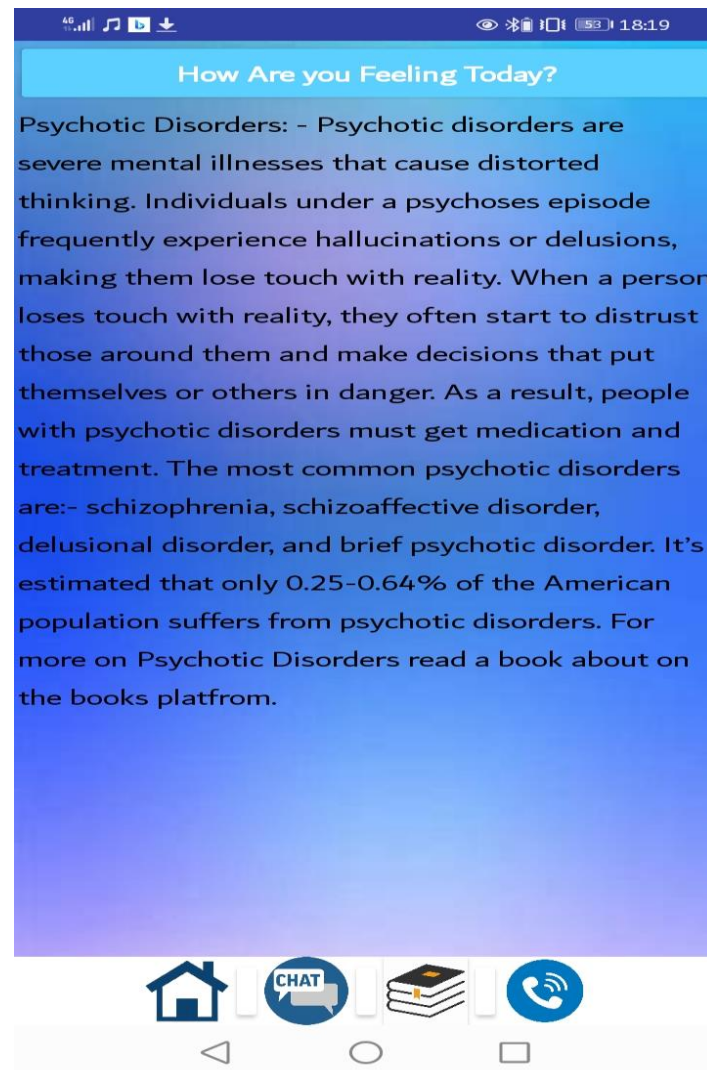 4G 53 18:19
How Are you Feeling Today?
Psychotic Disorders: - Psychotic disorders are
severe mental illnesses that cause distorted
thinking. Individuals under a psychoses episode
frequently experience hallucinations or delusions,
making them lose touch with reality. When a person
loses touch with reality, they often start to distrust
those around them and make decisions that put
themselves or others in danger. As a result, people
with psychotic disorders must get medication and
treatment. The most common psychotic disorders
are:- schizophrenia, schizoaffective disorder,
delusional disorder, and brief psychotic disorder. It’s
estimated that only 0.25-0.64% of the American
population suffers from psychotic disorders. For
more on Psychotic Disorders read a book about on
the books platfrom.
CHAT